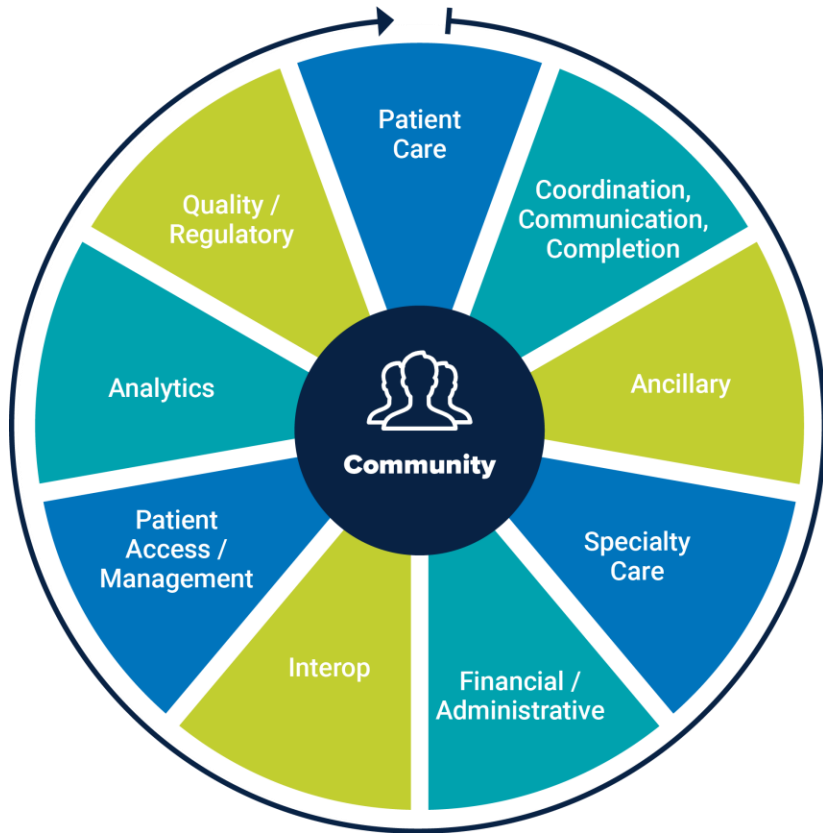 Patient
Care
Coordination,
Communication,
Completion
Ancillary
Specialty
Care
Financial /
Administrative
Interop
Patient
Access /
Management
Analytics
Quality /
Regulatory
Community